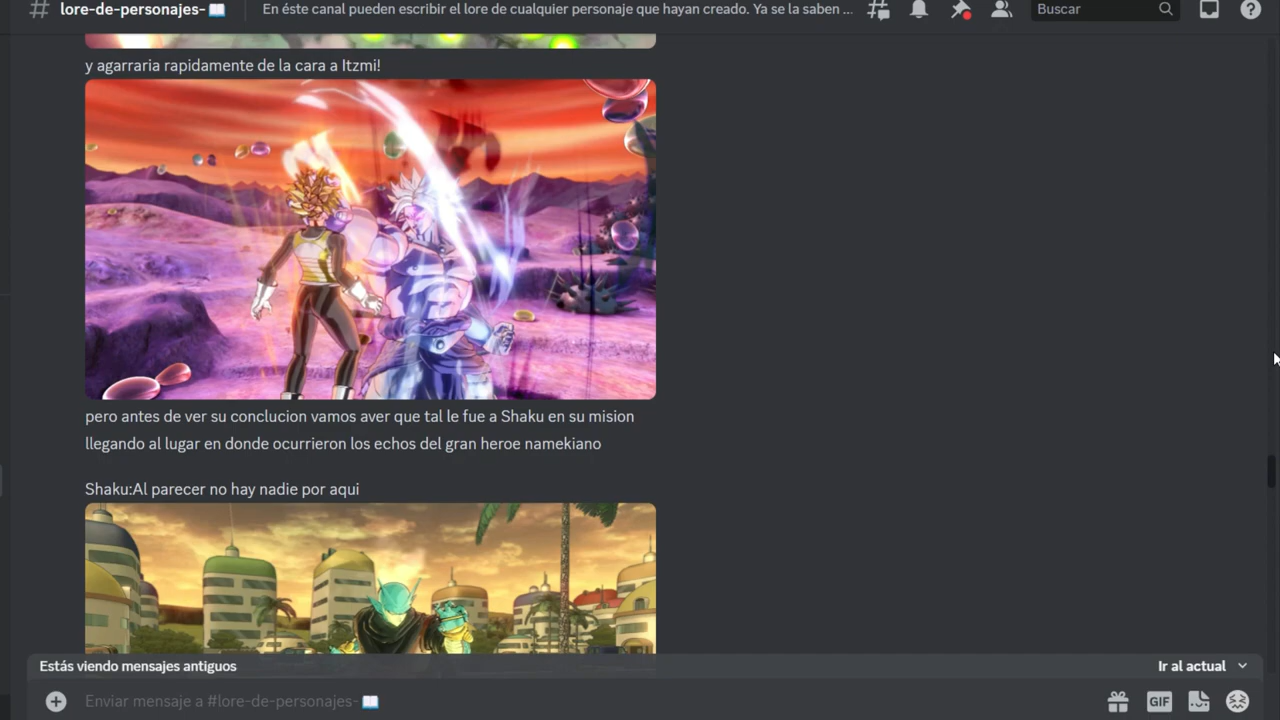 # lore-de-personajes-📖
En éste canal pueden escribir el lore de cualquier personaje que hayan creado. Ya se la saben ...
Buscar
y agarraria rapidamente de la cara a Itzmi!
pero antes de ver su conclucion vamos aver que tal le fue a Shaku en su mision
llegando al lugar en donde ocurrieron los echos del gran heroe namekiano
Shaku:Al parecer no hay nadie por aqui
Estás viendo mensajes antiguos
Ir al actual
Enviar mensaje a #lore-de-personajes-📖
GIF